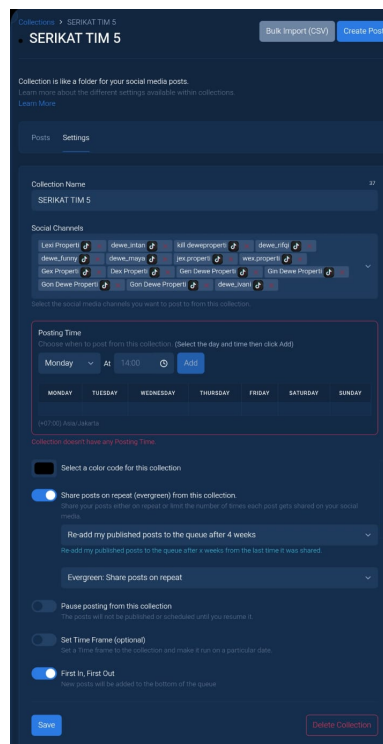 Collections > SERIKAT TIM 5
SERIKAT TIM 5
Bulk Import (CSV)
Create Post
Collection is like a folder for your social media posts.
Learn more about the different settings available within collections.
Learn More
Posts Settings
Collection Name 37
SERIKAT TIM 5
Social Channels
Lexi Properti dewe_intan kill deweproperti dewe_rifqi
dewe_funny dewe_maya jex.properti wex.properti
Gex Properti Dex Properti Gen Dewe Properti Gin Dewe Properti
Gon Dewe Properti Gon Dewe Properti dewe_ivani
Select the social media channels you want to post to from this collection.
Posting Time
Choose when to post from this collection. (Select the day and time then click Add)
Monday At 14:00 Add
MONDAY TUESDAY WEDNESDAY THURSDAY FRIDAY SATURDAY SUNDAY
(+07:00) Asia/Jakarta
Collection doesn't have any Posting Time.
Select a color code for this collection
Share posts on repeat (evergreen) from this collection.
Share your posts either on repeat or limit the number of times each post gets shared on your social
media.
Re-add my published posts to the queue after 4 weeks
Re-add my published posts to the queue after x weeks from the last time it was shared.
Evergreen: Share posts on repeat
Pause posting from this collection
The posts will not be published or scheduled until you resume it.
Set Time Frame (optional)
Set a Time frame to the collection and make it run on a particular date.
First In, First Out
New posts will be added to the bottom of the queue
Save
Delete Collection